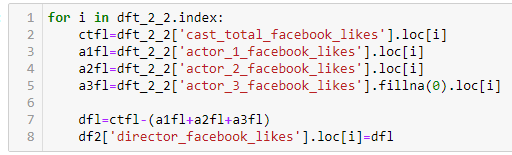 1 for i in dft_2_2.index:
2     ctfl=dft_2_2['cast_total_facebook_likes'].loc[i]
3     a1fl=dft_2_2['actor_1_facebook_likes'].loc[i]
4     a2fl=dft_2_2['actor_2_facebook_likes'].loc[i]
5     a3fl=dft_2_2['actor_3_facebook_likes'].fillna(0).loc[i]
6
7     dfl=ctfl-(a1fl+a2fl+a3fl)
8     df2['director_facebook_likes'].loc[i]=dfl